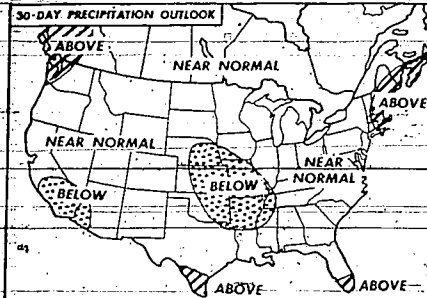 30-DAY PRECIPITATION OUTLOOK
ABOVE
NEAR NORMAL
ABOVE
NEAR NORMAL
NEAR
NORMAL
BELOW
BELOW
ABOVE
ABOVE